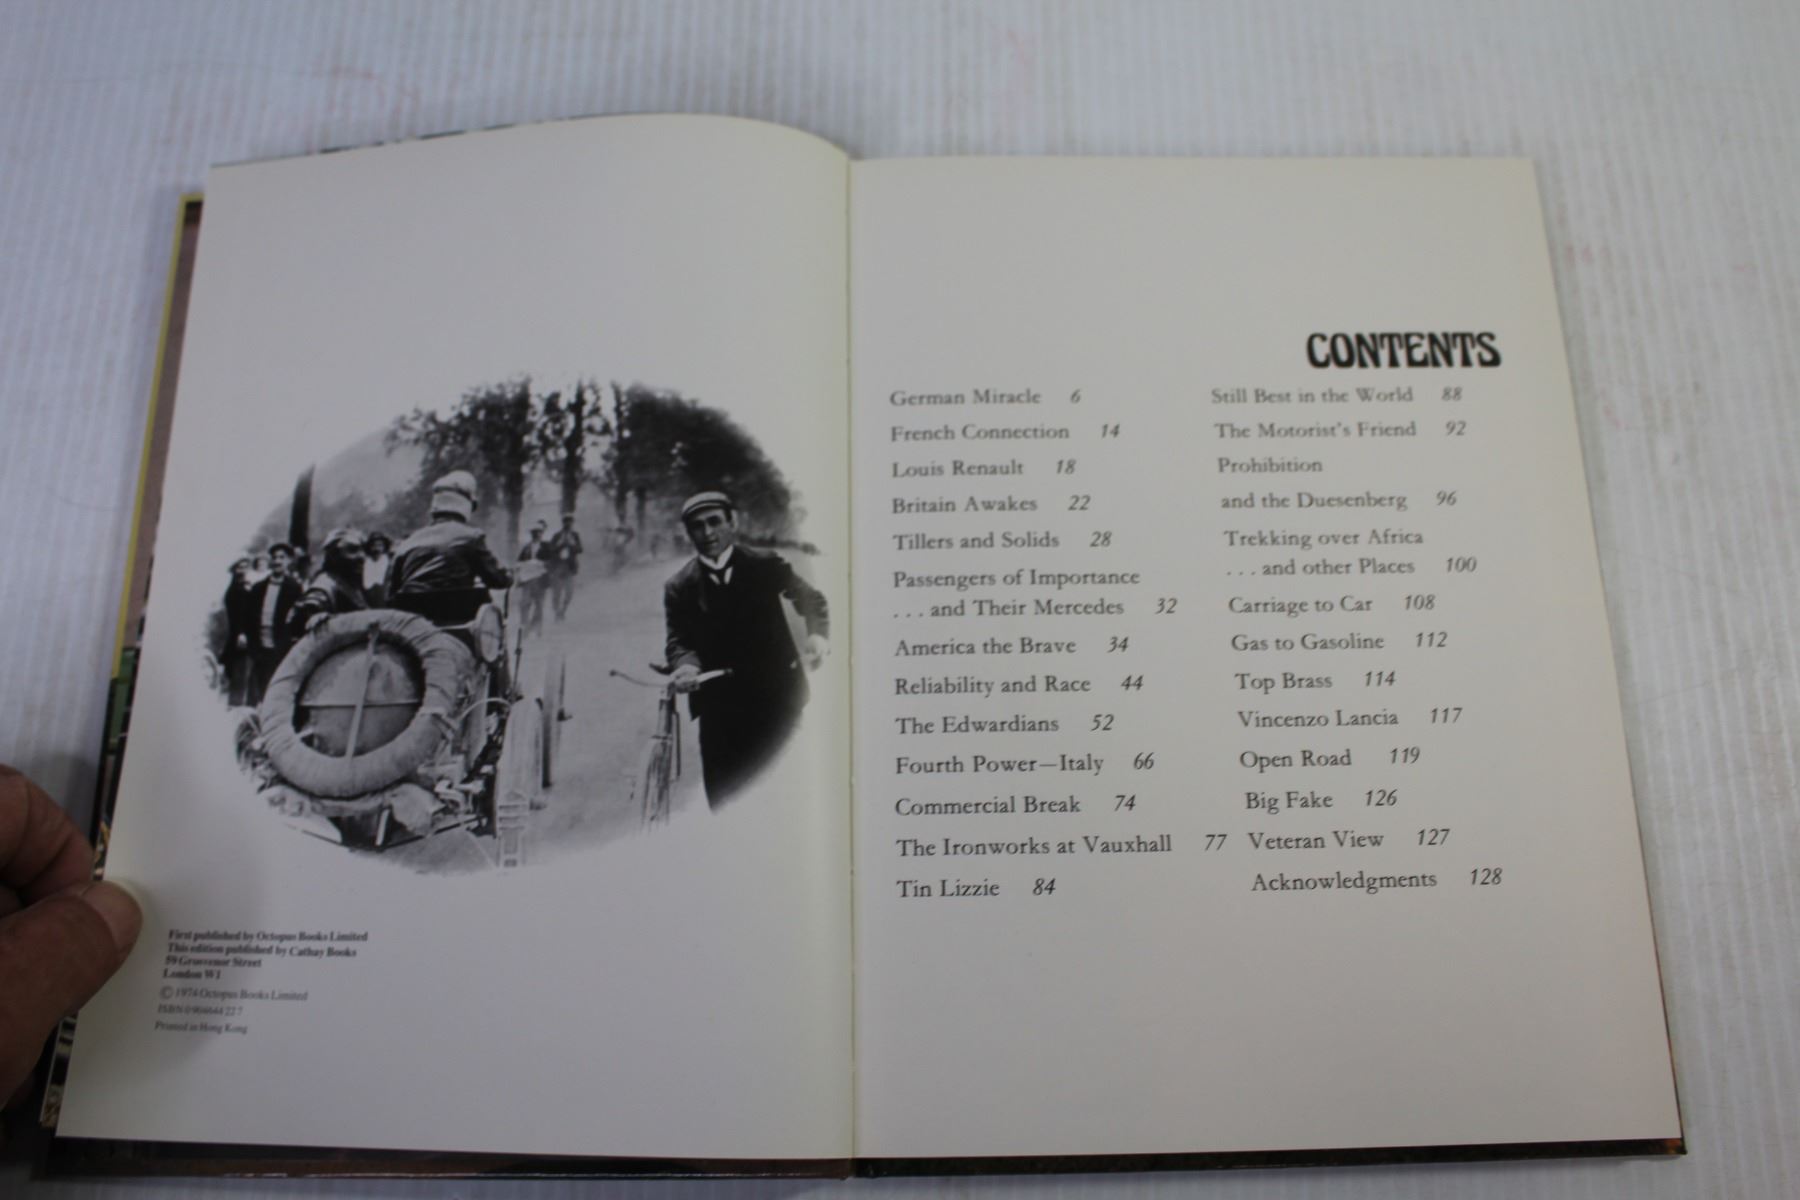 First published by Octopus Books Limited
This edition published by Cathay Books
59 Grosvenor Street
London W1
© 1974 Octopus Books Limited
ISBN 0 904644 22 7
Printed in Hong Kong
CONTENTS
German Miracle 6
French Connection 14
Louis Renault 18
Britain Awakes 22
Tillers and Solids 28
Passengers of Importance
. . . and Their Mercedes 32
America the Brave 34
Reliability and Race 44
The Edwardians 52
Fourth Power—Italy 66
Commercial Break 74
The Ironworks at Vauxhall 77
Tin Lizzie 84
Still Best in the World 88
The Motorist's Friend 92
Prohibition
and the Duesenberg 96
Trekking over Africa
. . . and other Places 100
Carriage to Car 108
Gas to Gasoline 112
Top Brass 114
Vincenzo Lancia 117
Open Road 119
Big Fake 126
Veteran View 127
Acknowledgments 128